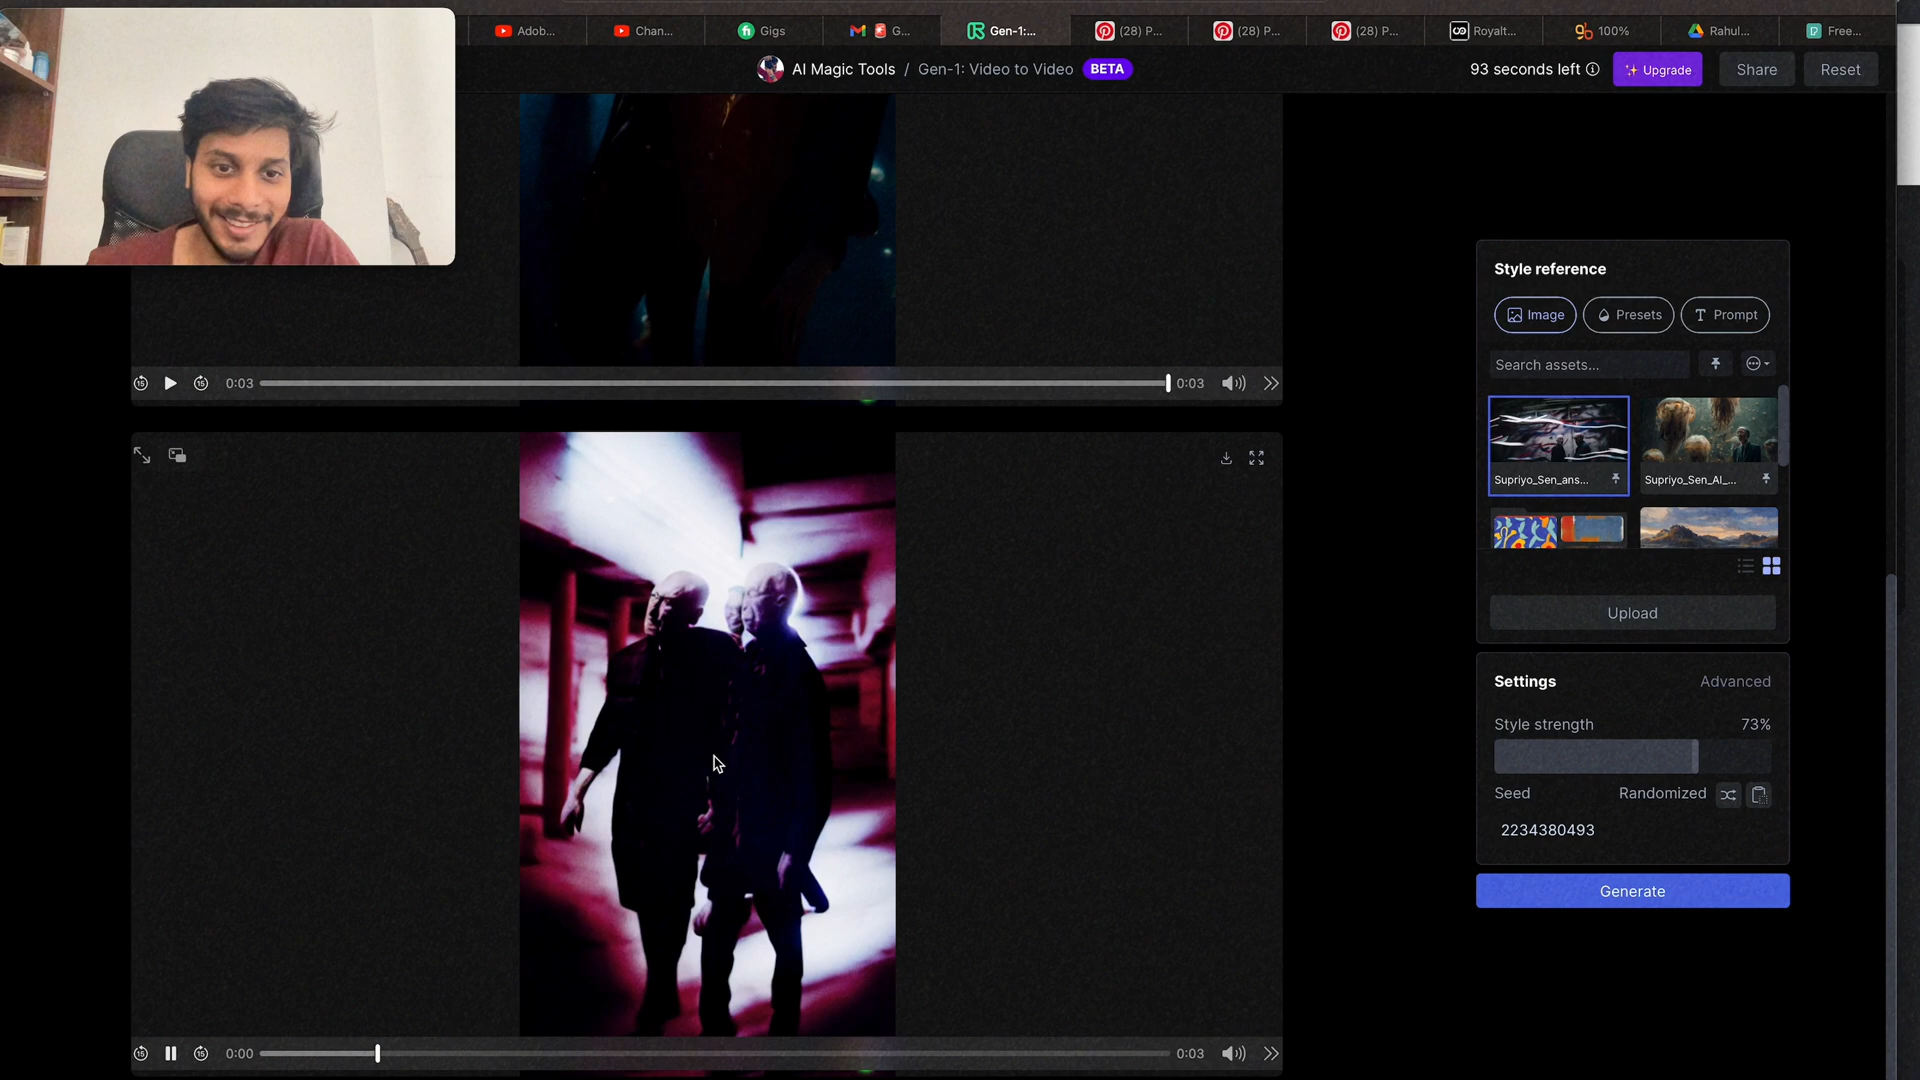 Adob...
Chan...
Gigs
G...
Gen-1:...
(28) P...
(28) P...
(28) P...
Royalt...
100%
Rahul...
Free...
AI Magic Tools / Gen-1: Video to Video BETA
93 seconds left
Upgrade
Share
Reset
0:03
0:03
Style reference
Image
Presets
T Prompt
Search assets...
Supriyo_Sen_ans...
Supriyo_Sen_AI_...
Upload
Settings
Advanced
Style strength
73%
Seed
Randomized
2234380493
Generate
0:00
0:03